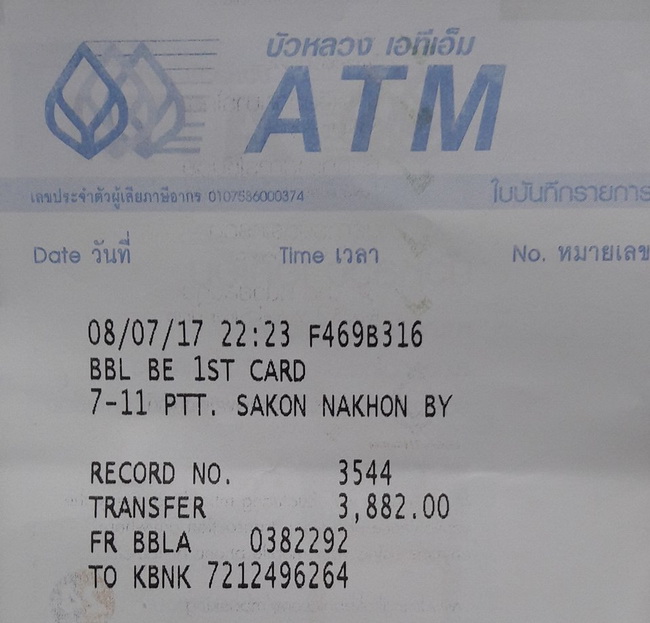 บัวหลวง เอทีเอ็ม
ATM
เลขประจำตัวผู้เสียภาษีอากร 0107536000374
ใบบันทึกรายการ
Date วันที่ Time เวลา No. หมายเลข
08/07/17 22:23 F469B316
BBL BE 1ST CARD
7-11 PTT. SAKON NAKHON BY
RECORD NO. 3544
TRANSFER 3,882.00
FR BBLA 0382292
TO KBNK 7212496264